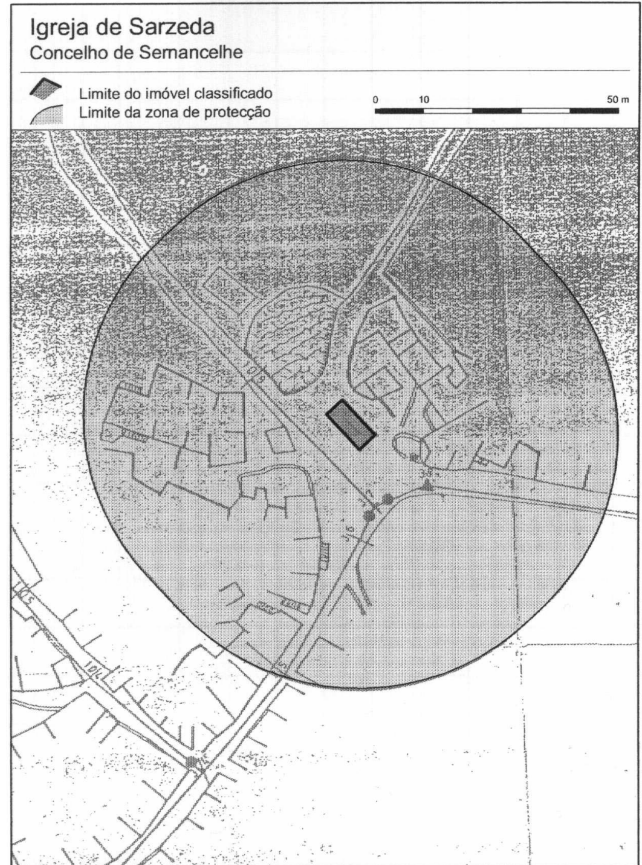 Igreja de Sarzeda
Concelho de Sernancelhe
Limite do imóvel classificado
Limite da zona de protecção
0 10 50 m